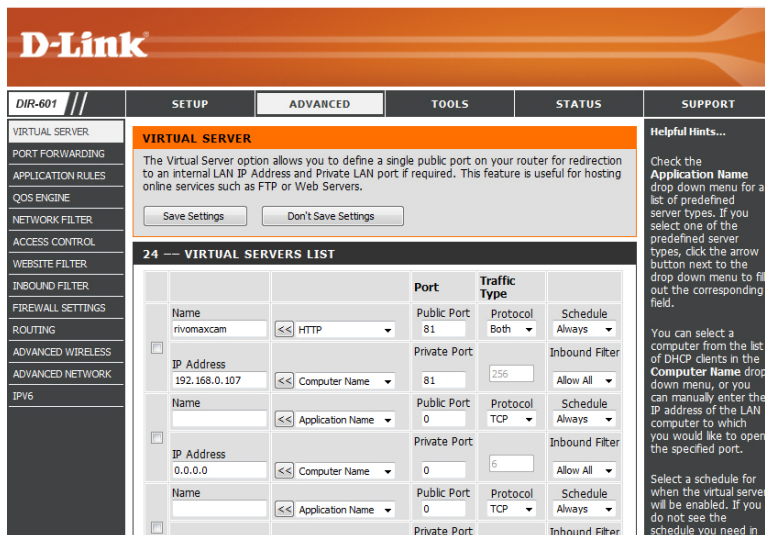 D-Link
DIR-601
SETUP
ADVANCED
TOOLS
STATUS
SUPPORT
VIRTUAL SERVER
PORT FORWARDING
APPLICATION RULES
QOS ENGINE
NETWORK FILTER
ACCESS CONTROL
WEBSITE FILTER
INBOUND FILTER
FIREWALL SETTINGS
ROUTING
ADVANCED WIRELESS
ADVANCED NETWORK
IPV6
VIRTUAL SERVER
The Virtual Server option allows you to define a single public port on your router for redirection
to an internal LAN IP Address and Private LAN port if required. This feature is useful for hosting
online services such as FTP or Web Servers.
Save Settings
Don't Save Settings
24 -- VIRTUAL SERVERS LIST
Port
Traffic
Type
Name
Public Port
Protocol
Schedule
rivomaxcam
<< HTTP
81
Both
Always
IP Address
Private Port
Inbound Filter
192.168.0.107
<< Computer Name
81
256
Allow All
Name
Public Port
Protocol
Schedule
<< Application Name
0
TCP
Always
IP Address
Private Port
Inbound Filter
0.0.0.0
<< Computer Name
0
6
Allow All
Name
Public Port
Protocol
Schedule
<< Application Name
0
TCP
Always
Private Port
Inbound Filter
Helpful Hints...
Check the
Application Name
drop down menu for a
list of predefined
server types. If you
select one of the
predefined server
types, click the arrow
button next to the
drop down menu to fill
out the corresponding
field.
You can select a
computer from the list
of DHCP clients in the
Computer Name drop
down menu, or you
can manually enter the
IP address of the LAN
computer to which
you would like to open
the specified port.
Select a schedule for
when the virtual server
will be enabled. If you
do not see the
schedule you need in